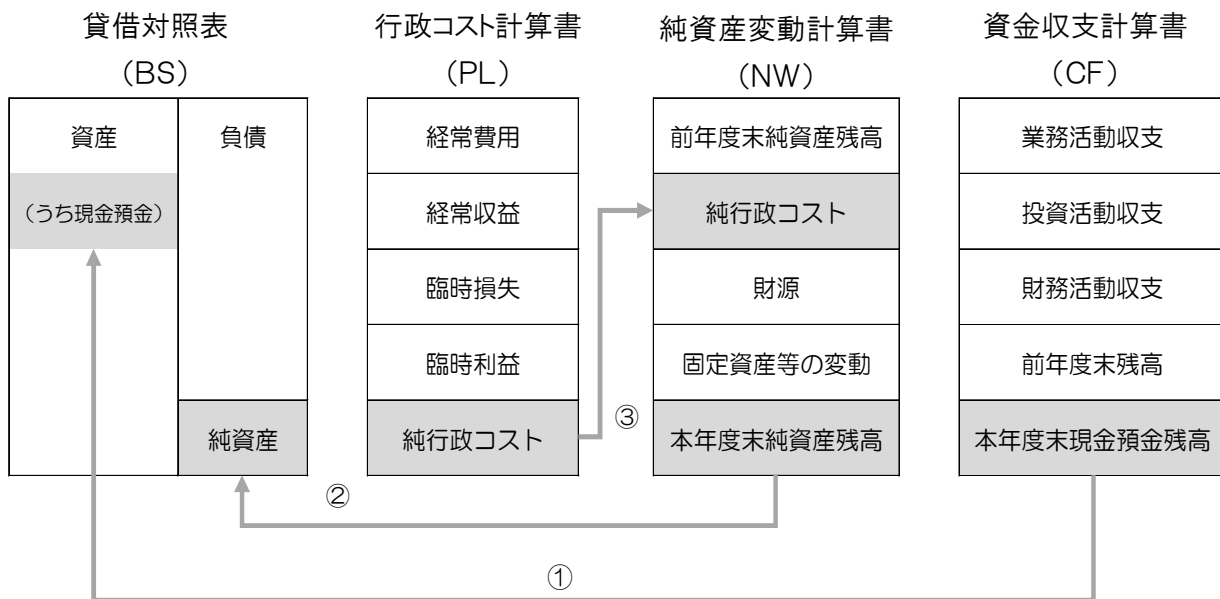 貸借対照表
（BS）
資産
負債
（うち現金預金）
純資産
行政コスト計算書
（PL）
経常費用
経常収益
臨時損失
臨時利益
純行政コスト
純資産変動計算書
（NW）
前年度末純資産残高
純行政コスト
財源
固定資産等の変動
本年度末純資産残高
資金収支計算書
（CF）
業務活動収支
投資活動収支
財務活動収支
前年度末残高
本年度末現金預金残高
③
②
①